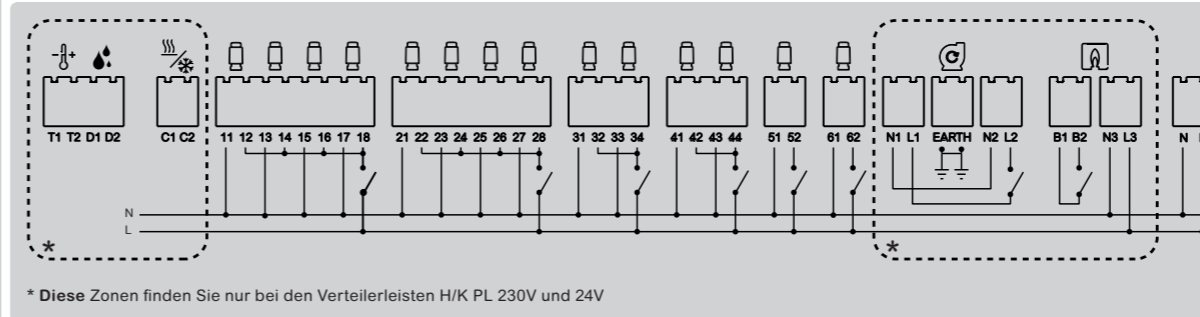 T1 T2 D1 D2 C1 C2 11 12 13 14 15 16 17 18 21 22 23 24 25 26 27 28 31 32 33 34 41 42 43 44 51 52 61 62 N1 L1 EARTH N2 L2 B1 B2 N3 L3 N
N
L
* *
* Diese Zonen finden Sie nur bei den Verteilerleisten H/K PL 230V und 24V